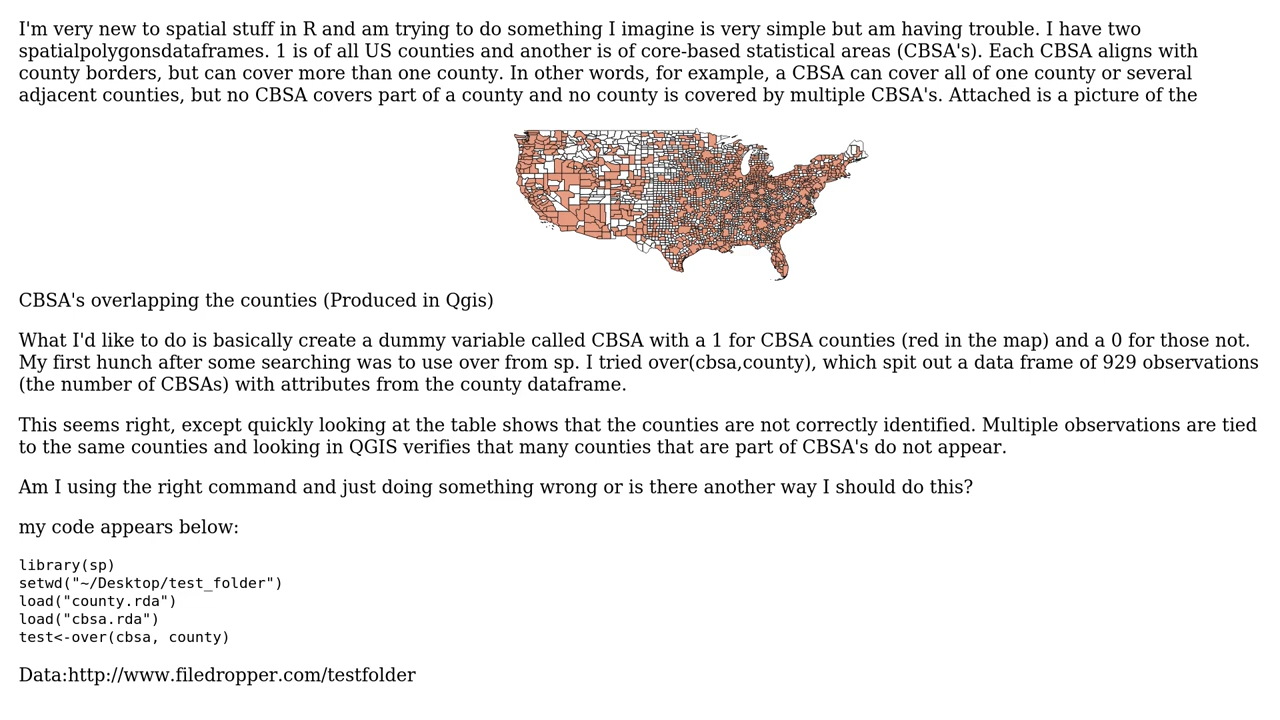 I'm very new to spatial stuff in R and am trying to do something I imagine is very simple but am having trouble. I have two
spatialpolygonsdataframes. 1 is of all US counties and another is of core-based statistical areas (CBSA's). Each CBSA aligns with
county borders, but can cover more than one county. In other words, for example, a CBSA can cover all of one county or several
adjacent counties, but no CBSA covers part of a county and no county is covered by multiple CBSA's. Attached is a picture of the
CBSA's overlapping the counties (Produced in Qgis)
What I'd like to do is basically create a dummy variable called CBSA with a 1 for CBSA counties (red in the map) and a 0 for those not.
My first hunch after some searching was to use over from sp. I tried over(cbsa,county), which spit out a data frame of 929 observations
(the number of CBSAs) with attributes from the county dataframe.
This seems right, except quickly looking at the table shows that the counties are not correctly identified. Multiple observations are tied
to the same counties and looking in QGIS verifies that many counties that are part of CBSA's do not appear.
Am I using the right command and just doing something wrong or is there another way I should do this?
my code appears below:
library(sp)
setwd("~/Desktop/test_folder")
load("county.rda")
load("cbsa.rda")
test<-over(cbsa, county)
Data:http://www.filedropper.com/testfolder